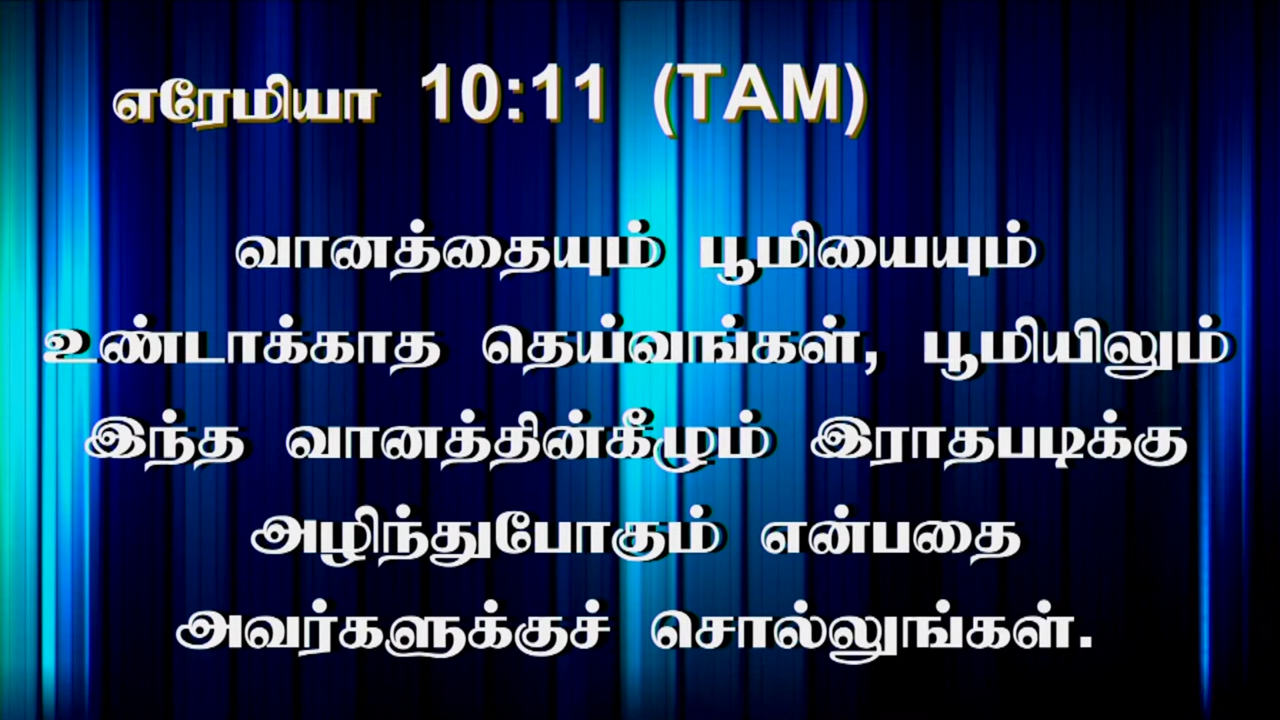 எரேமியா 10:11 (TAM)
வானத்தையும் பூமியையும்
உண்டாக்காத தெய்வங்கள், பூமியிலும்
இந்த வானத்தின்கீழும் இராதபடிக்கு
அழிந்துபோகும் என்பதை
அவர்களுக்குச் சொல்லுங்கள்.